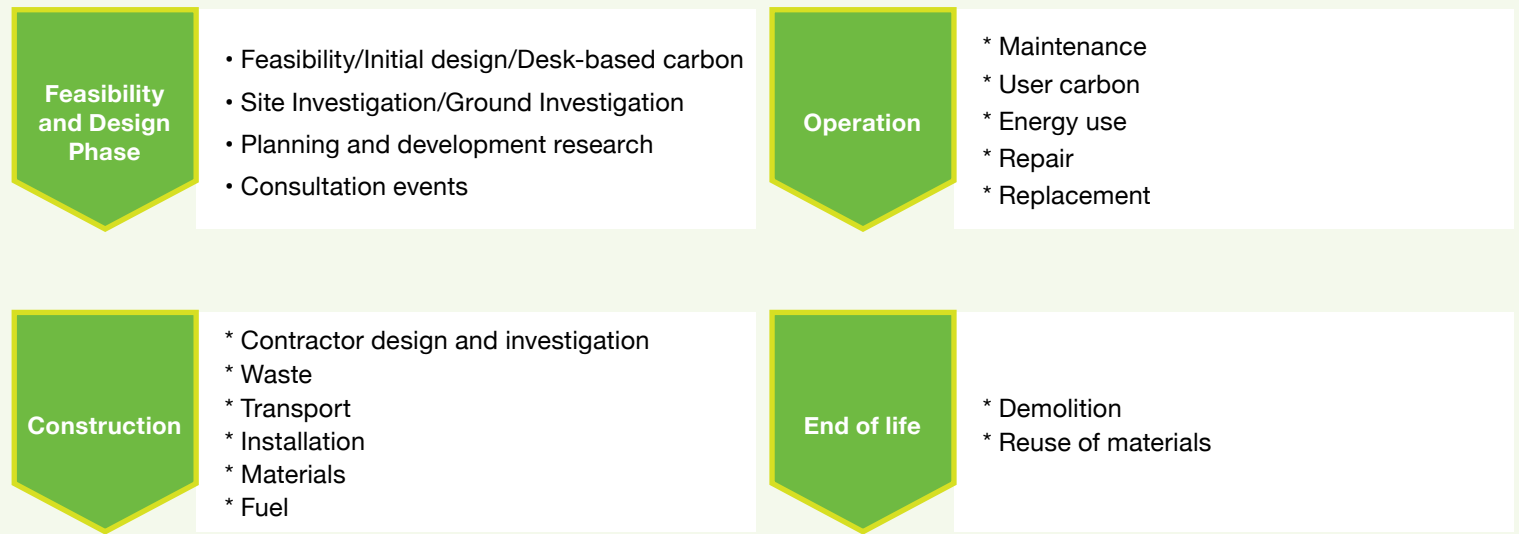 Feasibility
and Design
Phase
• Feasibility/Initial design/Desk-based carbon
• Site Investigation/Ground Investigation
• Planning and development research
• Consultation events
Operation
* Maintenance
* User carbon
* Energy use
* Repair
* Replacement
Construction
* Contractor design and investigation
* Waste
* Transport
* Installation
* Materials
* Fuel
End of life
* Demolition
* Reuse of materials